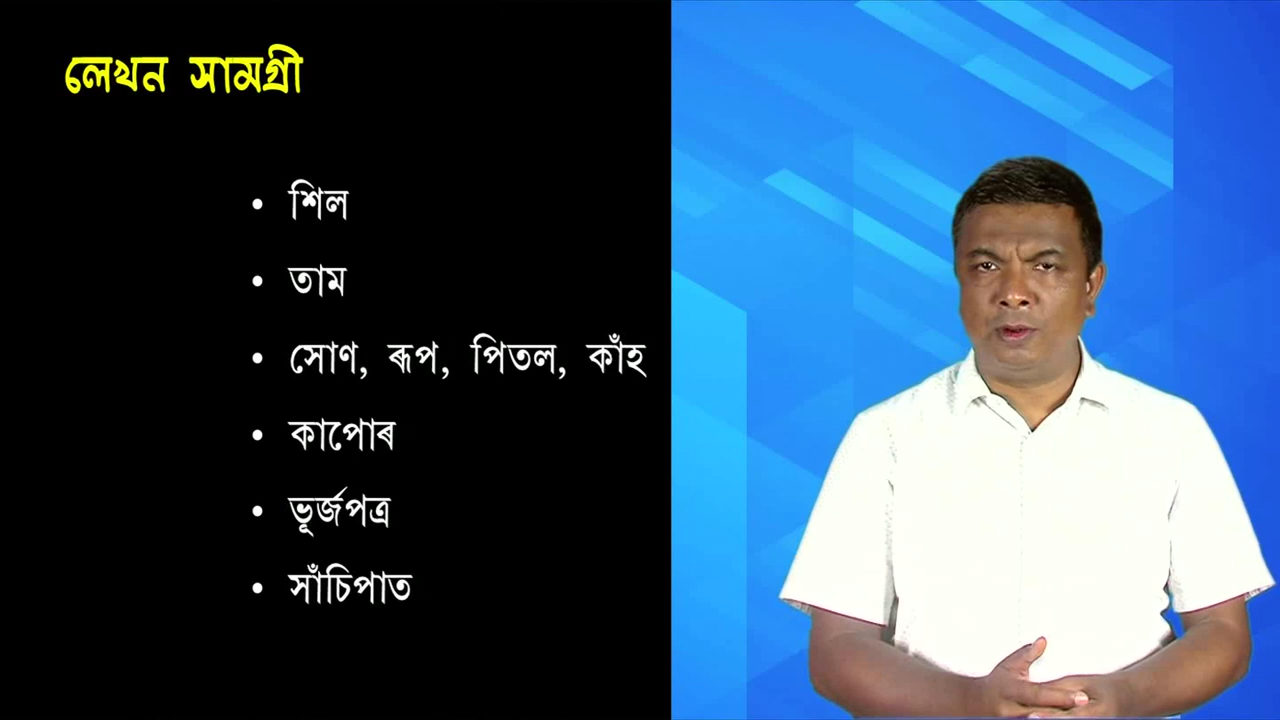 লেখন সামগ্ৰী
• শিল
• তাম
• সোণ, ৰূপ, পিতল, কাঁহ
• কাপোৰ
• ভূৰ্জপত্ৰ
• সাঁচিপাত